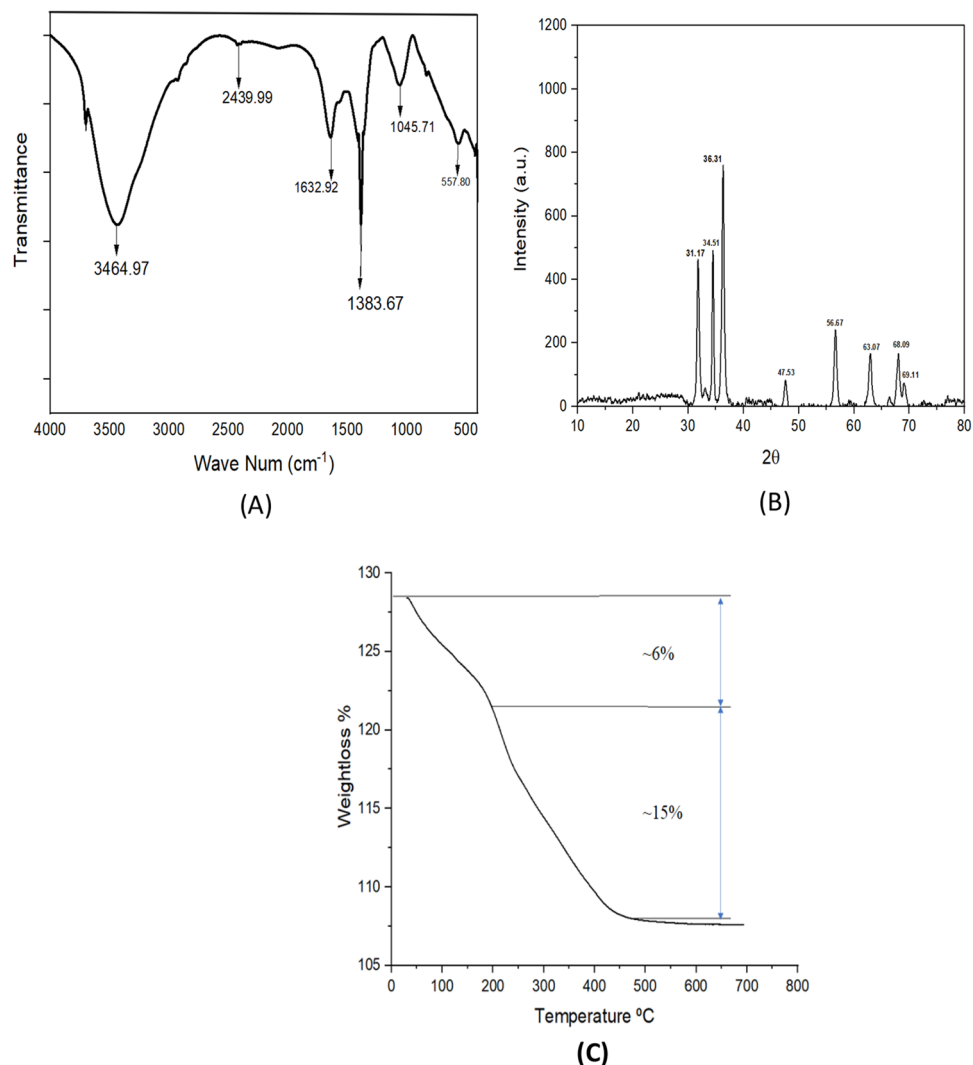 Transmittance
2439.99
1045.71
1632.92
557.80
3464.97
1383.67
4000 3500 3000 2500 2000 1500 1000 500
Wave Num (cm⁻¹)
(A)
Intensity (a.u.)
1200
1000
800
600
400
200
0
36.31
34.51
31.17
56.67
63.07
68.09
47.53
69.11
10 20 30 40 50 60 70 80
2θ
(B)
Weightloss %
130
125
120
115
110
105
~6%
~15%
0 100 200 300 400 500 600 700 800
Temperature ºC
(C)